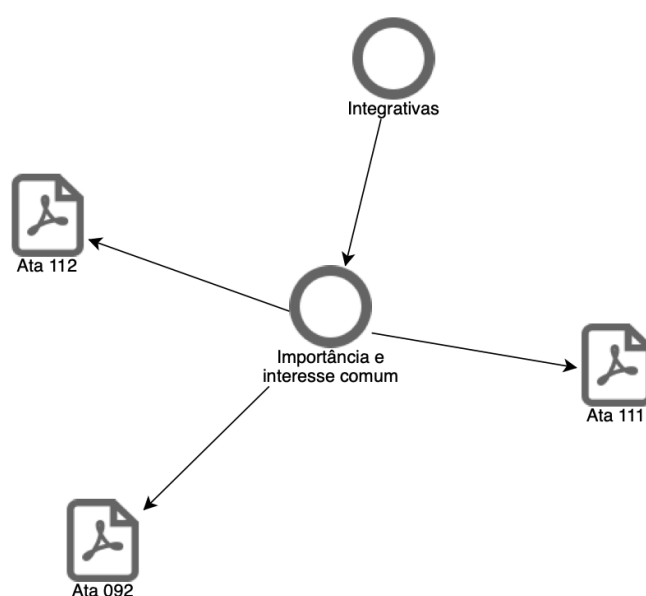 Integrativas
Ata 112
Importância e
interesse comum
Ata 111
Ata 092